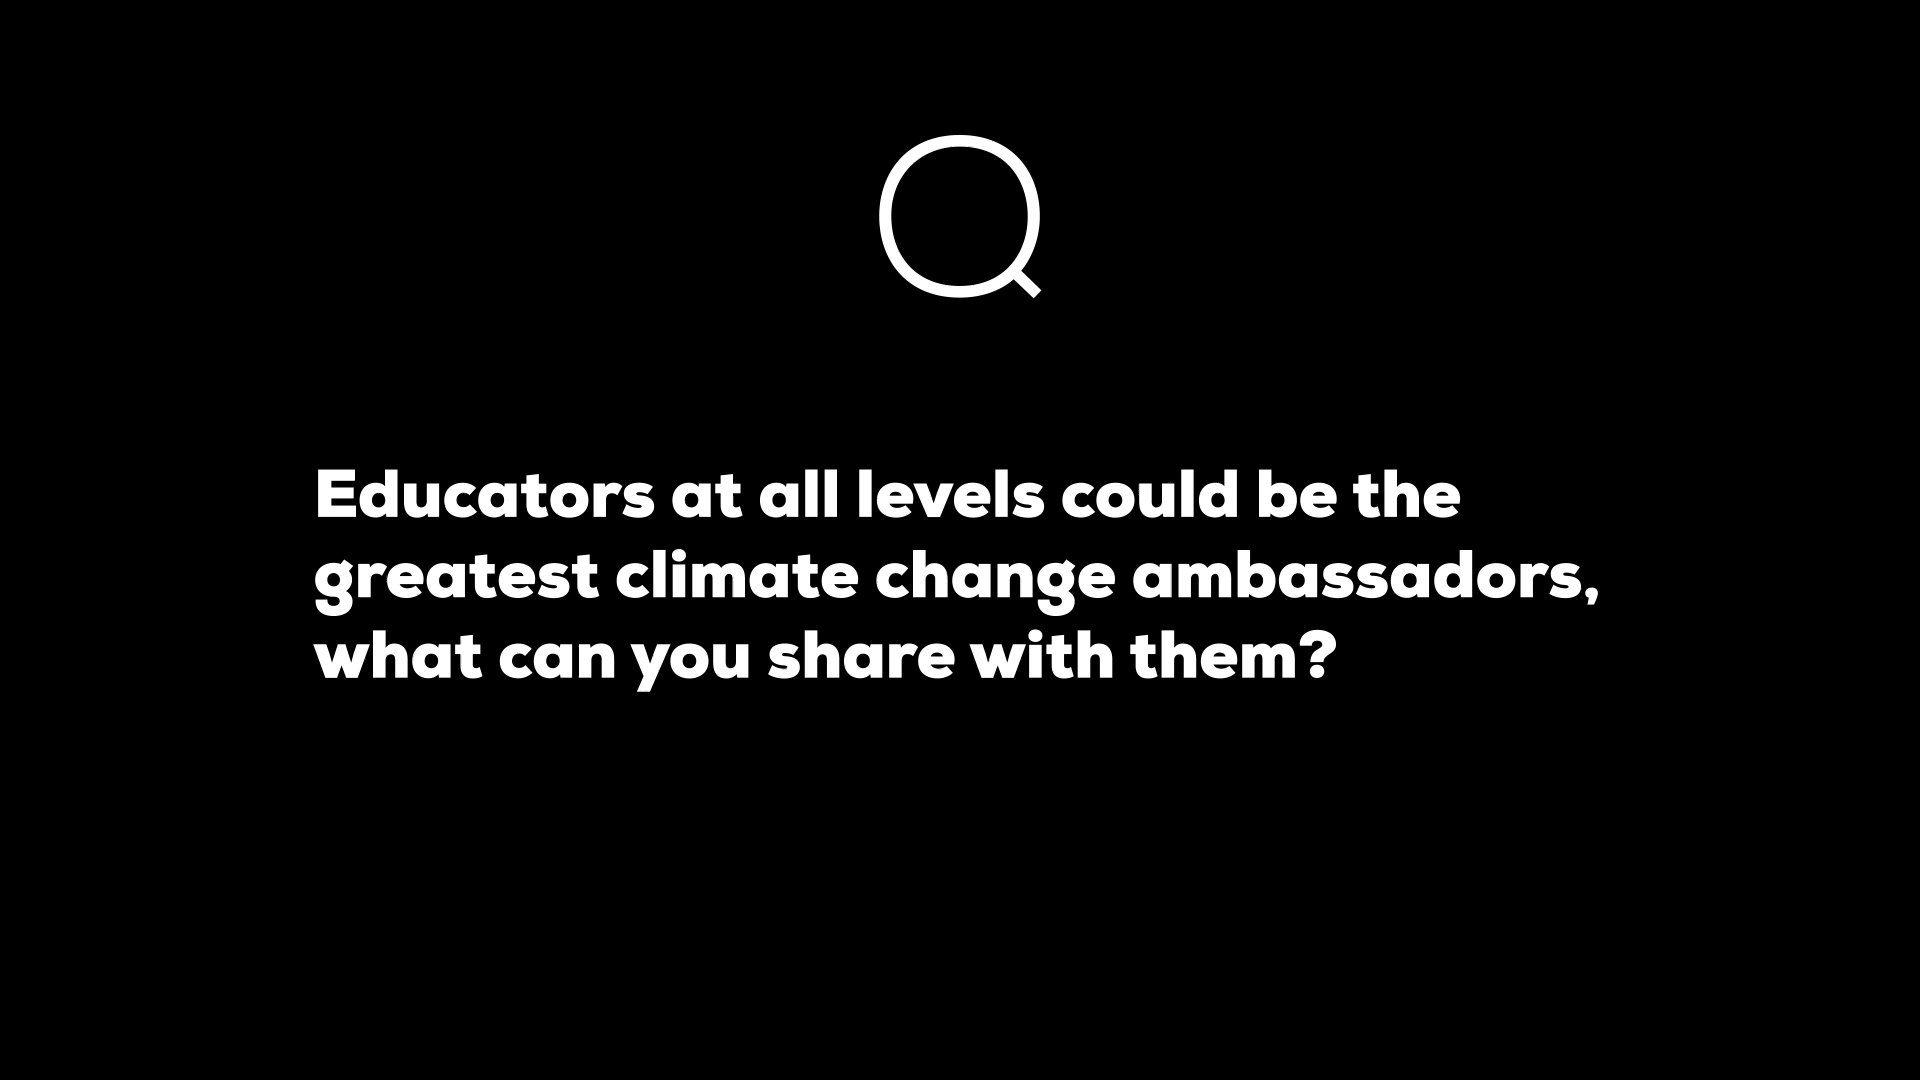 Q
Educators at all levels could be the
greatest climate change ambassadors,
what can you share with them?